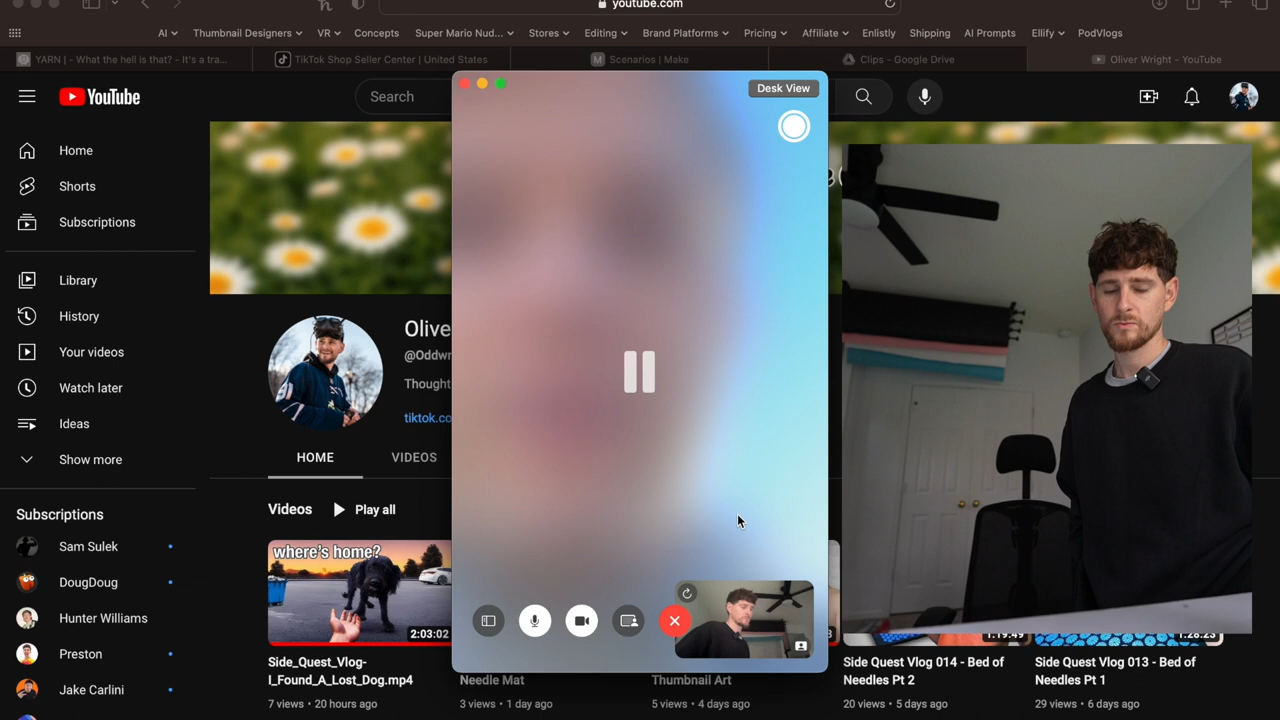 youtube.com
AI
Thumbnail Designers
VR
Concepts
Super Mario Nud...
Stores
Editing
Brand Platforms
Pricing
Affiliate
Enlistly
Shipping
AI Prompts
Ellify
PodVlogs
YARN | - What the hell is that? - It's a tra...
TikTok Shop Seller Center | United States
M Scenarios | Make
Clips - Google Drive
Oliver Wright - YouTube
YouTube
Search
Desk View
Home
Shorts
Subscriptions
Library
History
Your videos
Watch later
Ideas
Show more
Subscriptions
Sam Sulek
DougDoug
Hunter Williams
Preston
Jake Carlini
Olive
@Oddwr
Thought
tiktok.co
HOME
VIDEOS
Videos
Play all
where's home?
2:03:02
1:19:49
1:28:23
Side_Quest_Vlog-
I_Found_A_Lost_Dog.mp4
7 views • 20 hours ago
Needle Mat
3 views • 1 day ago
Thumbnail Art
5 views • 4 days ago
Side Quest Vlog 014 - Bed of
Needles Pt 2
20 views • 5 days ago
Side Quest Vlog 013 - Bed of
Needles Pt 1
29 views • 6 days ago